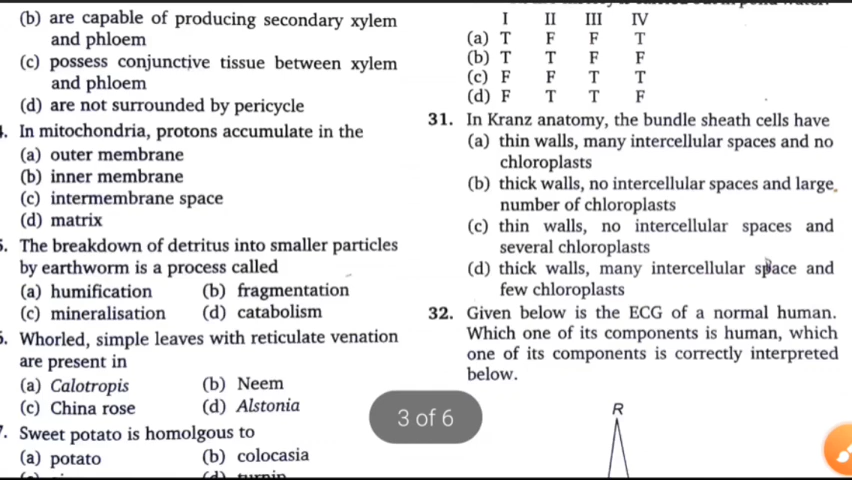 (b) are capable of producing secondary xylem
and phloem
(c) possess conjunctive tissue between xylem
and phloem
(d) are not surrounded by pericycle
. In mitochondria, protons accumulate in the
(a) outer membrane
(b) inner membrane
(c) intermembrane space
(d) matrix
. The breakdown of detritus into smaller particles
by earthworm is a process called
(a) humification (b) fragmentation
(c) mineralisation (d) catabolism
. Whorled, simple leaves with reticulate venation
are present in
(a) Calotropis (b) Neem
(c) China rose (d) Alstonia
. Sweet potato is homolgous to
(a) potato (b) colocasia
(d) turnip
I II III IV
(a) T F F T
(b) T T F F
(c) F F T T
(d) F T T F
31. In Kranz anatomy, the bundle sheath cells have
(a) thin walls, many intercellular spaces and no
chloroplasts
(b) thick walls, no intercellular spaces and large
number of chloroplasts
(c) thin walls, no intercellular spaces and
several chloroplasts
(d) thick walls, many intercellular space and
few chloroplasts
32. Given below is the ECG of a normal human.
Which one of its components is human, which
one of its components is correctly interpreted
below.
R
3 of 6